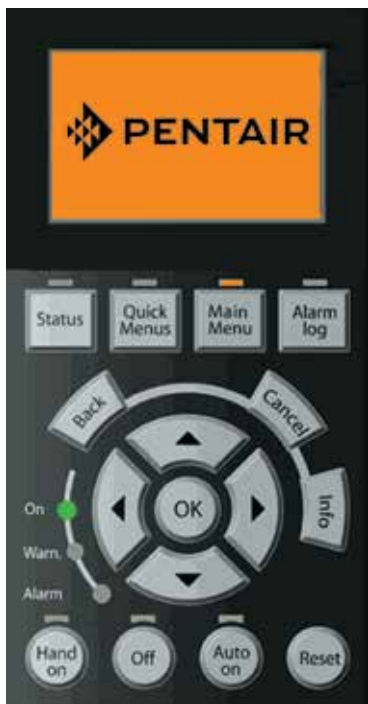 PENTAIR
Status
Quick
Menus
Main
Menu
Alarm
log
Back
Cancel
Info
OK
On
Warn.
Alarm
Hand
on
Off
Auto
on
Reset